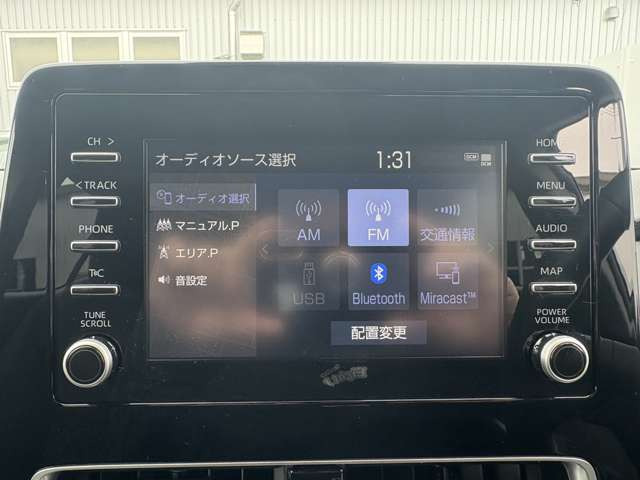 CH >
<TRACK
PHONE
T&C
TUNE
SCROLL
オーディオソース選択 1:31 DCM
オーディオ選択
マニュアル.P
エリア.P
音設定
AM FM 交通情報
USB Bluetooth Miracast™
配置変更
HOME
MENU
AUDIO
MAP
POWER
VOLUME